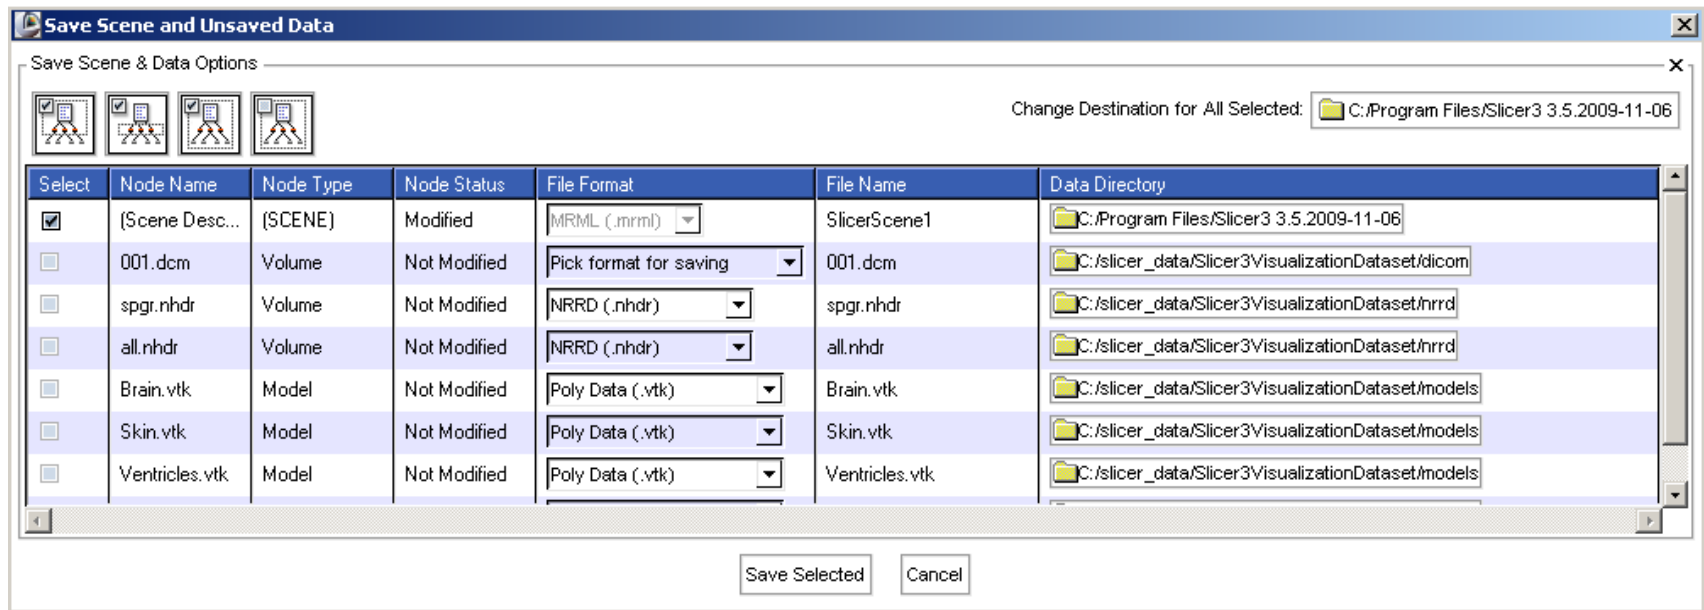 Save Scene and Unsaved Data
Save Scene & Data Options
Change Destination for All Selected: C:/Program Files/Slicer3 3.5.2009-11-06
Select Node Name Node Type Node Status File Format File Name Data Directory
(Scene Desc... (SCENE) Modified MRML (.mrml) SlicerScene1 C:/Program Files/Slicer3 3.5.2009-11-06
001.dcm Volume Not Modified Pick format for saving 001.dcm C:/slicer_data/Slicer3VisualizationDataset/dicom
spgr.nhdr Volume Not Modified NRRD (.nhdr) spgr.nhdr C:/slicer_data/Slicer3VisualizationDataset/nrrd
all.nhdr Volume Not Modified NRRD (.nhdr) all.nhdr C:/slicer_data/Slicer3VisualizationDataset/nrrd
Brain.vtk Model Not Modified Poly Data (.vtk) Brain.vtk C:/slicer_data/Slicer3VisualizationDataset/models
Skin.vtk Model Not Modified Poly Data (.vtk) Skin.vtk C:/slicer_data/Slicer3VisualizationDataset/models
Ventricles.vtk Model Not Modified Poly Data (.vtk) Ventricles.vtk C:/slicer_data/Slicer3VisualizationDataset/models
Save Selected Cancel